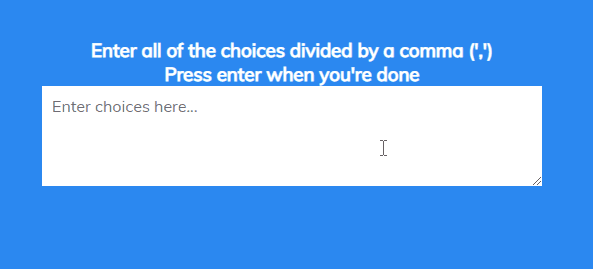 Enter all of the choices divided by a comma (',')
Press enter when you're done
Enter choices here...